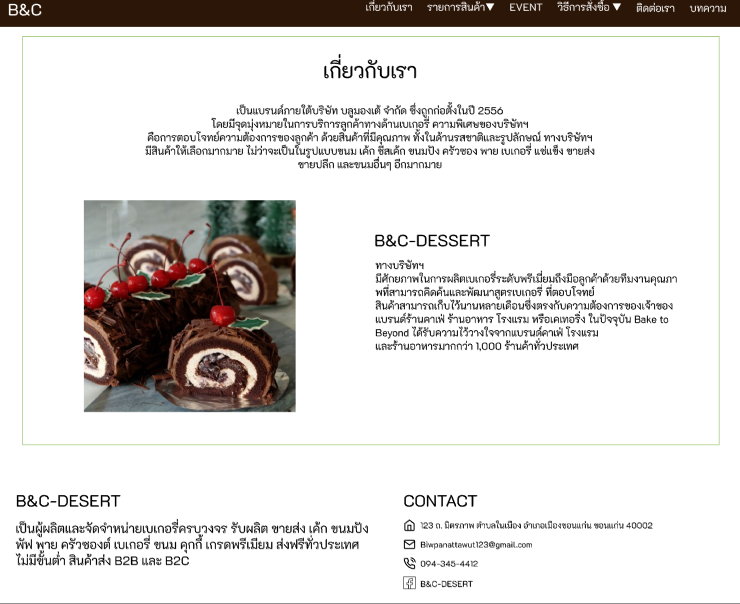 B&C
เกี่ยวกับเรา รายการสินค้า▼ EVENT วิธีการสั่งซื้อ ▼ ติดต่อเรา บทความ
เกี่ยวกับเรา
เป็นแบรนด์ภายใต้บริษัท บลูมองเต้ จำกัด ซึ่งถูกก่อตั้งในปี 2556
โดยมีจุดมุ่งหมายในการบริการลูกค้าทางด้านเบเกอรี่ ความพิเศษของบริษัทฯ
คือการตอบโจทย์ความต้องการของลูกค้า ด้วยสินค้าที่มีคุณภาพ ทั้งในด้านรสชาติและรูปลักษณ์ ทางบริษัทฯ
มีสินค้าให้เลือกมากมาย ไม่ว่าจะเป็นในรูปแบบขนม เค้ก ชีสเค้ก ขนมปัง ครัวซอง พาย เบเกอรี่ แช่แข็ง ขายส่ง
ขายปลีก และขนมอื่นๆ อีกมากมาย
B&C-DESSERT
ทางบริษัทฯ
มีศักยภาพในการผลิตเบเกอรี่ระดับพรีเมี่ยมถึงมือลูกค้าด้วยทีมงานคุณภา
พที่สามารถคิดค้นและพัฒนาสูตรเบเกอรี่ ที่ตอบโจทย์
สินค้าสามารถเก็บไว้นานหลายเดือนซึ่งตรงกับความต้องการของเจ้าของ
แบรนด์ร้านคาเฟ่ ร้านอาหาร โรงแรม หรือเคเทอริ่ง ในปัจจุบัน Bake to
Beyond ได้รับความไว้วางใจจากแบรนด์คาเฟ่ โรงแรม
และร้านอาหารมากกว่า 1,000 ร้านค้าทั่วประเทศ
B&C-DESERT
เป็นผู้ผลิตและจัดจำหน่ายเบเกอรี่ครบวงจร รับผลิต ขายส่ง เค้ก ขนมปัง
พัฟ พาย ครัวซองต์ เบเกอรี่ ขนม คุกกี้ เกรดพรีเมียม ส่งฟรีทั่วประเทศ
ไม่มีขั้นต่ำ สินค้าส่ง B2B และ B2C
CONTACT
123 ถ. มิตรภาพ ตำบลในเมือง อำเภอเมืองขอนแก่น ขอนแก่น 40002
Biwpanattawut123@gmail.com
094-345-4412
B&C-DESERT